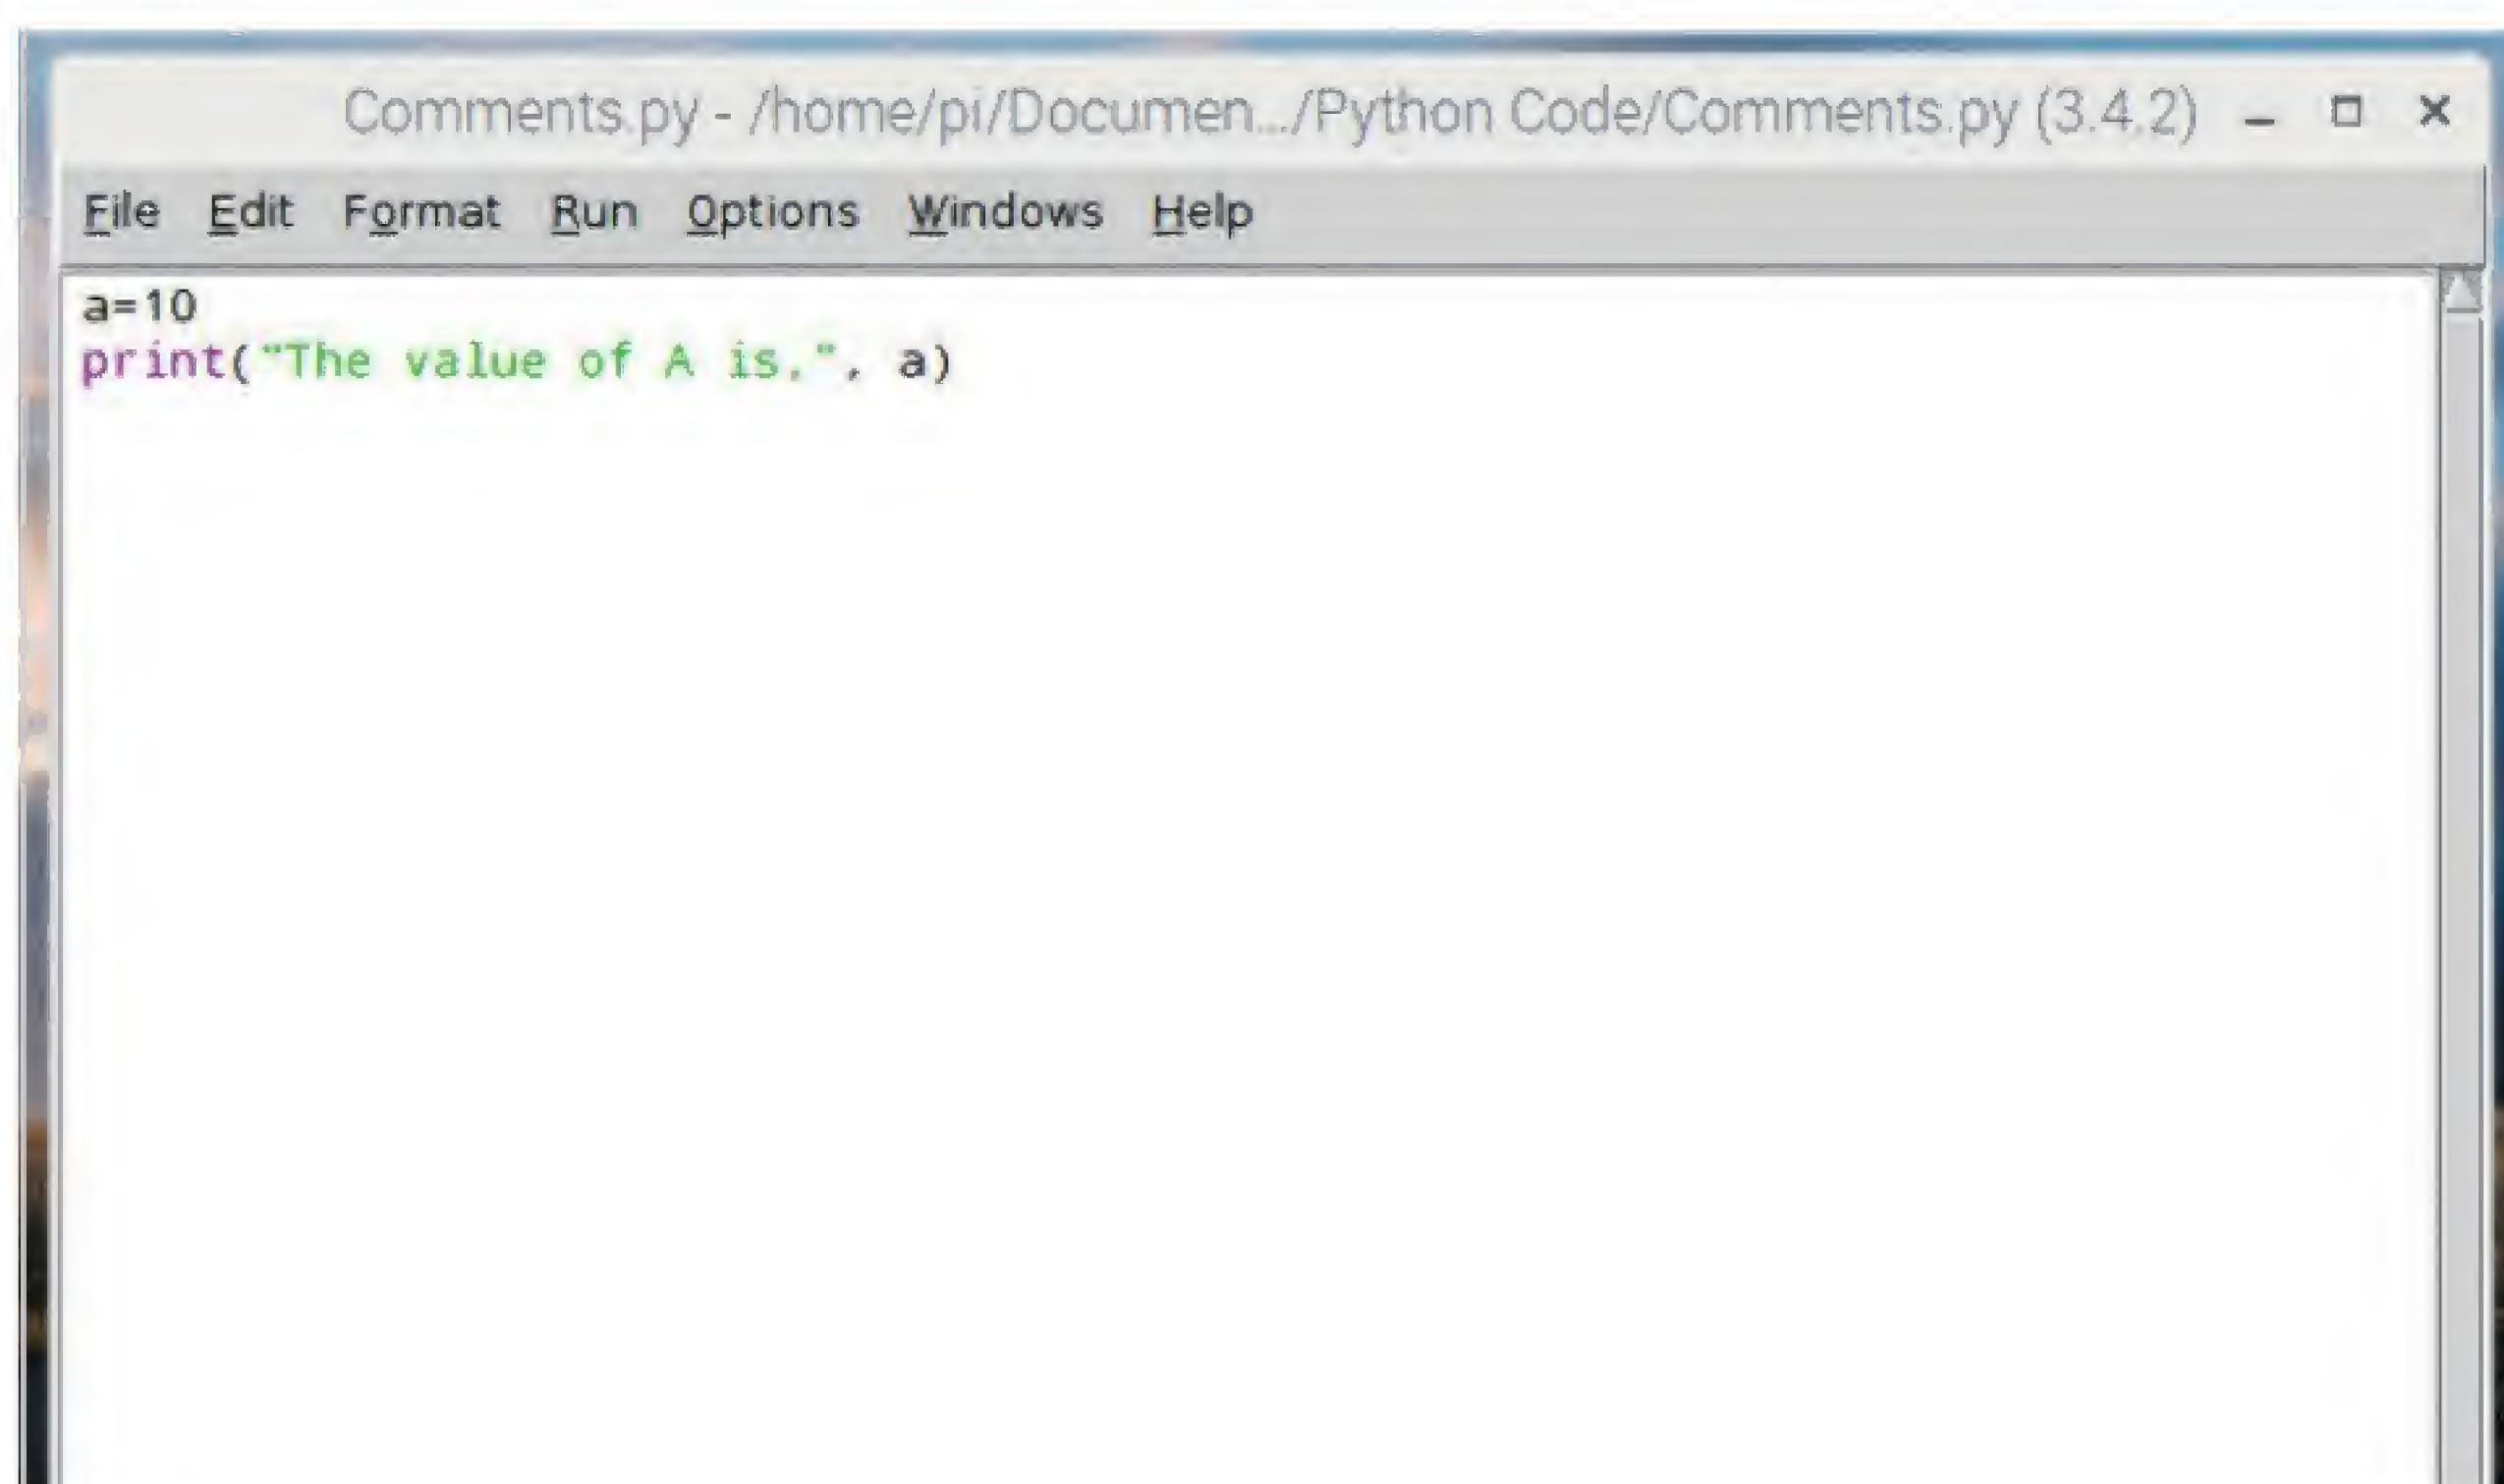 Comments.py - /home/pi/Documen.../Python Code/Comments.py (3.4.2)
File Edit Format Run Options Windows Help
a=10
print("The value of A is,", a)